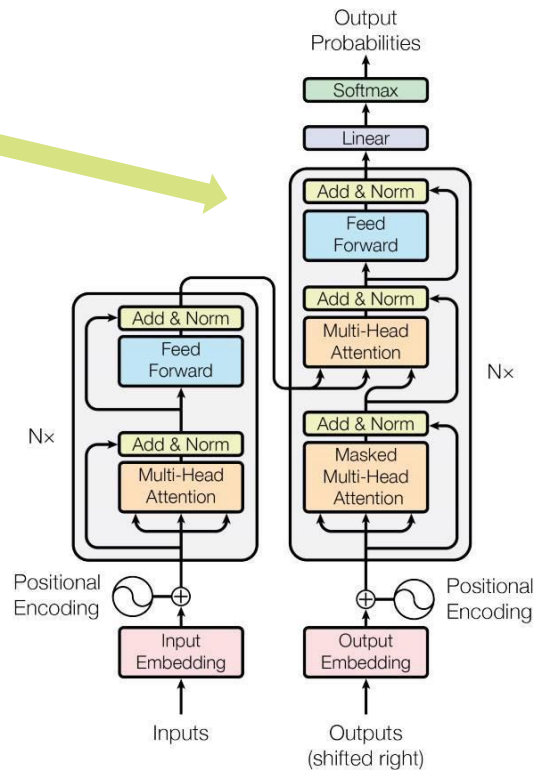 Output
Probabilities
Softmax
Linear
Add & Norm
Feed
Forward
Add & Norm
Multi-Head
Attention
Nx
Add & Norm
Masked
Multi-Head
Attention
Add & Norm
Feed
Forward
Nx
Add & Norm
Multi-Head
Attention
Positional
Encoding
Positional
Encoding
Input
Embedding
Output
Embedding
Inputs
Outputs
(shifted right)